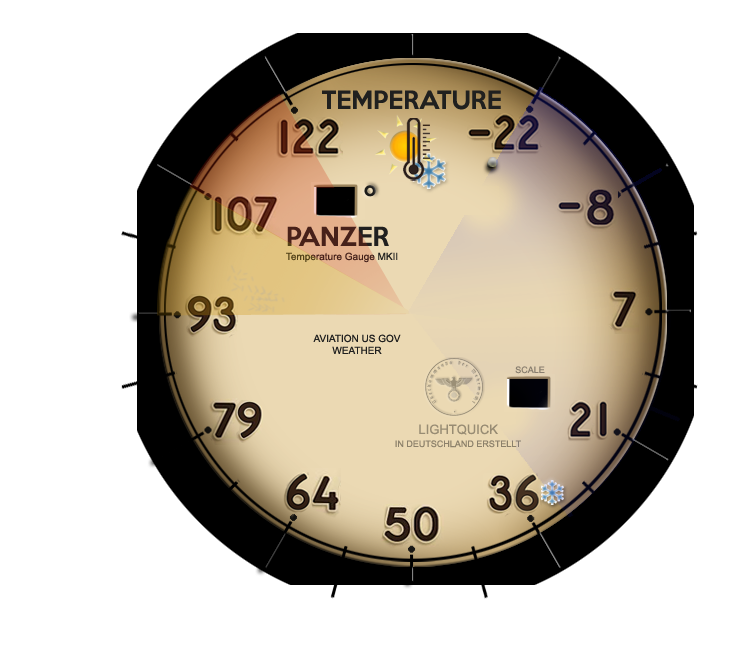 TEMPERATURE
122
-22
107
-8
PANZER
Temperature Gauge MKII
93
7
AVIATION US GOV
WEATHER
SCALE
79
21
LIGHTQUICK
IN DEUTSCHLAND ERSTELLT
64
36
50